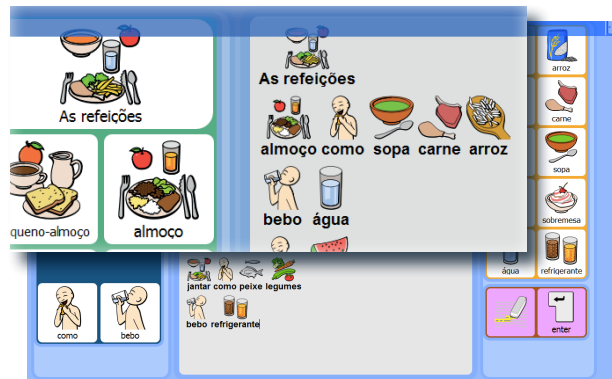 As refeições
queno-almoço
almoço
As refeições
almoço como sopa carne arroz
bebo água
jantar como peixe legumes
bebo refrigerante
como
bebo
arroz
carne
sopa
sobremesa
água
refrigerante
enter